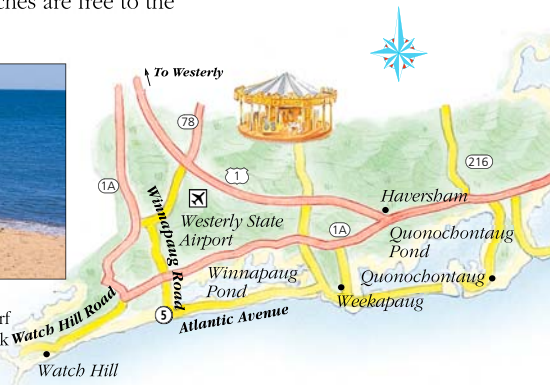 ches are free to the
To Westerly
78
1A
1
216
Winnapaug Road
Westerly State
Airport
Haversham
1A
Quonochontaug
Pond
Winnapaug
Pond
Quonochontaug
Weekapaug
5
Atlantic Avenue
Watch Hill Road
rf
k
Watch Hill